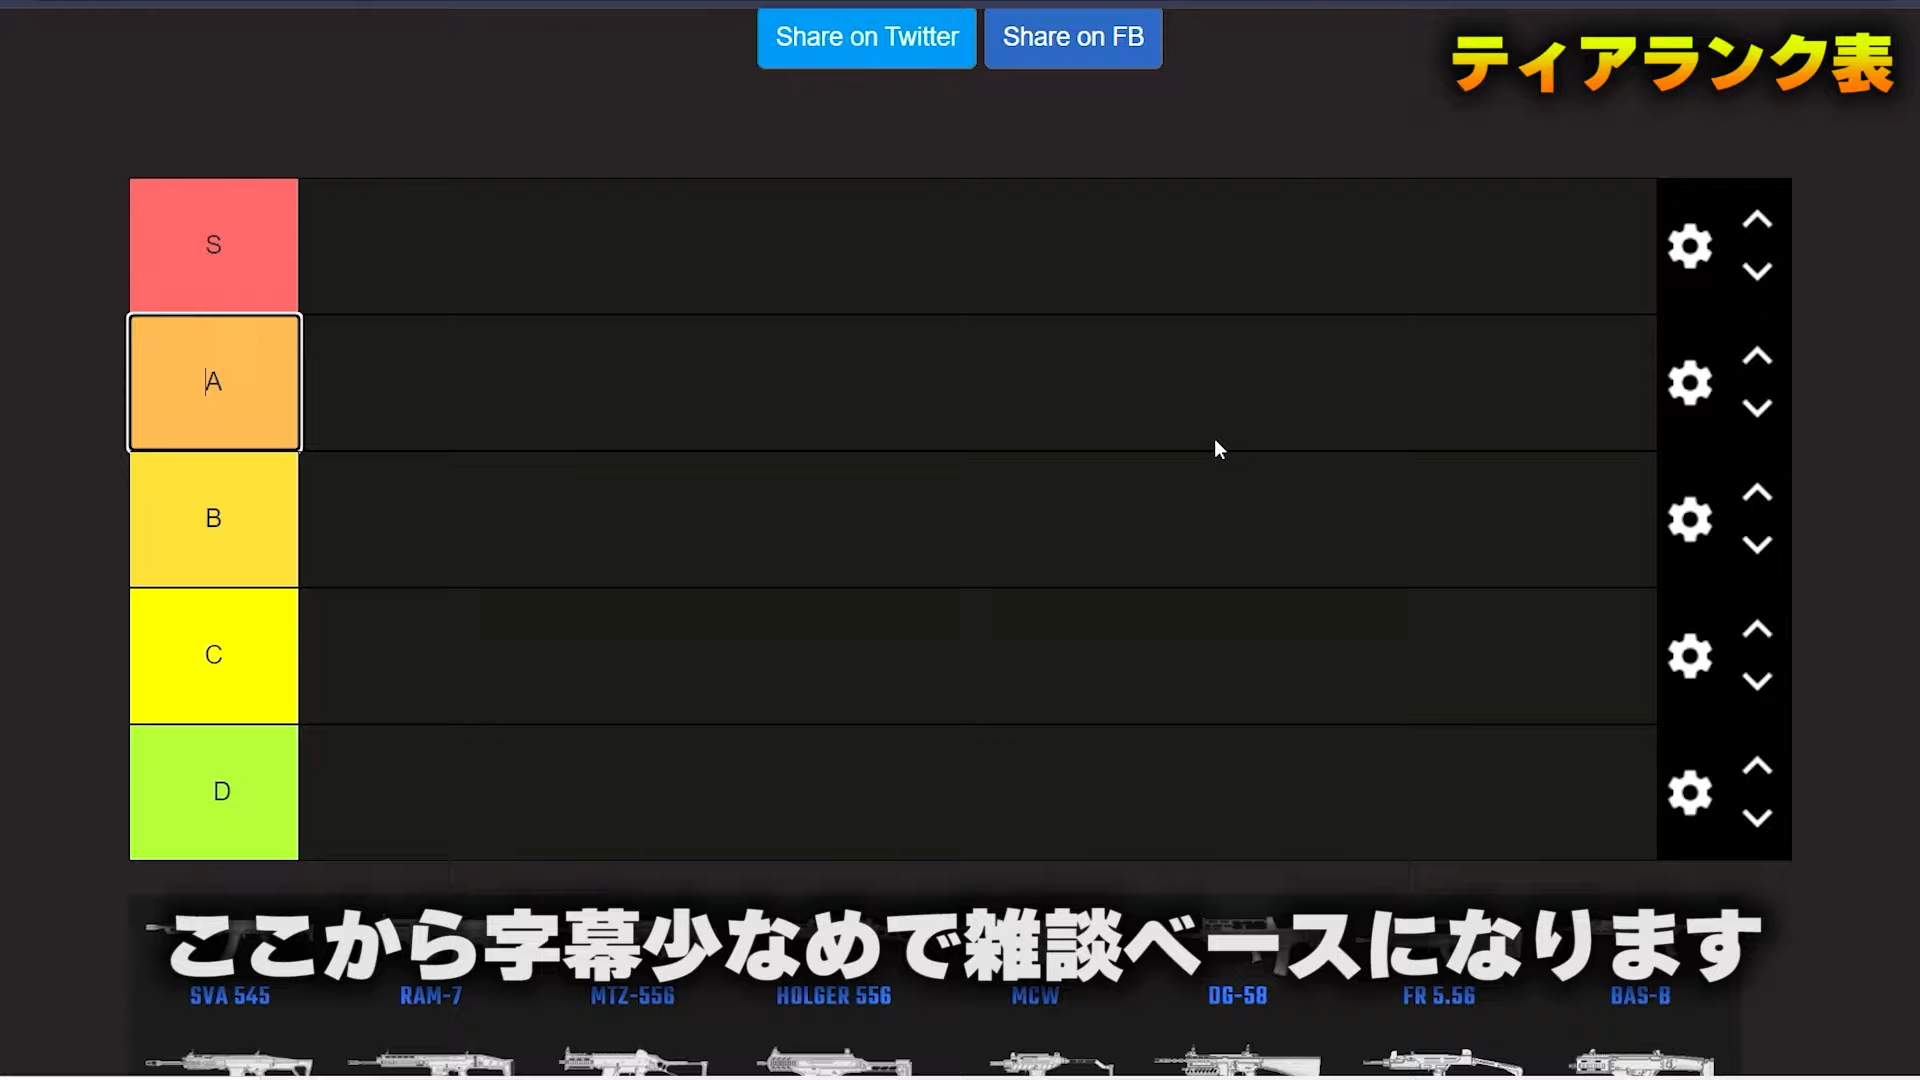 Share on Twitter
Share on FB
ティアランク表
S
A
B
C
D
ここから字幕少なめで雑談ベースになります
SVA 545
RAM-7
MTZ-556
HOLGER 556
MCW
DG-58
FR 5.56
BAS-B